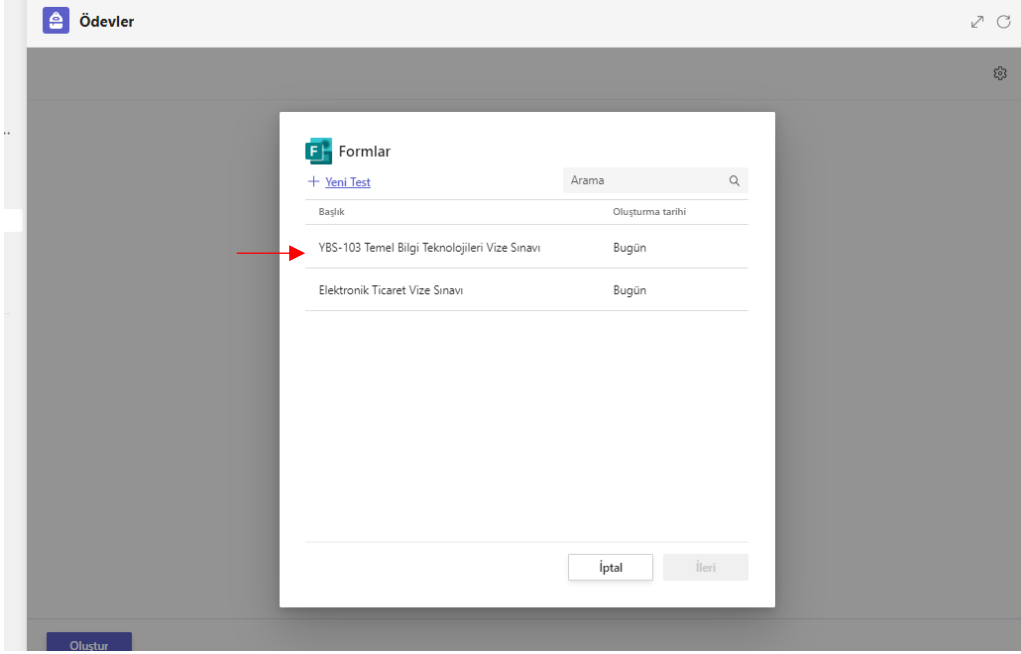 Ödevler
Formlar
+ Yeni Test
Arama
Başlık Oluşturma tarihi
YBS-103 Temel Bilgi Teknolojileri Vize Sınavı Bugün
Elektronik Ticaret Vize Sınavı Bugün
İptal İleri
Oluştur